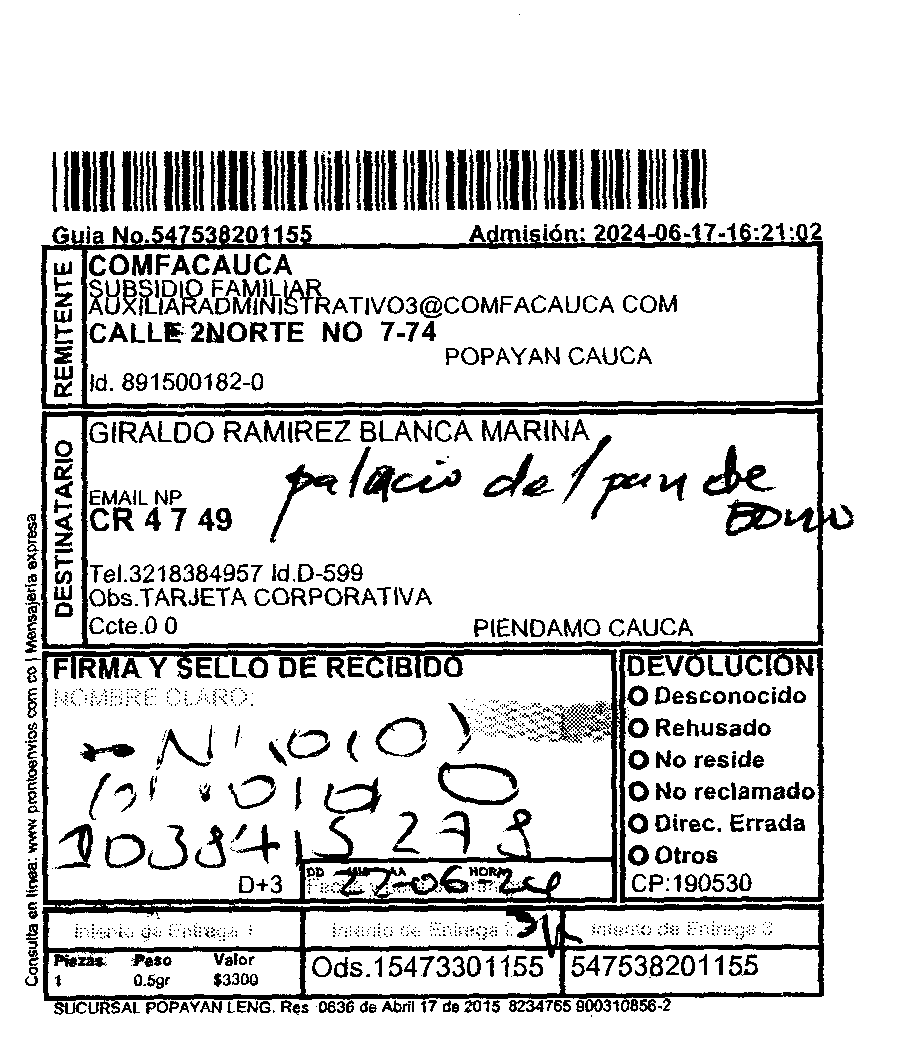 Guia No.547538201155 Admisión: 2024-06-17-16:21:02
REMITENTE
COMFACAUCA
SUBSIDIO FAMILIAR
AUXILIARADMINISTRATIVO3@COMFACAUCA COM
CALLE 2NORTE NO 7-74
POPAYAN CAUCA
Id. 891500182-0
DESTINATARIO
GIRALDO RAMIREZ BLANCA MARINA
palacio del pan de
bono
EMAIL NP
CR 4 7 49
Tel.3218384957 Id.D-599
Obs.TARJETA CORPORATIVA
Ccte.0 0
PIENDAMO CAUCA
Consulta en linea: www prontoenvios com co | Mensajería expresa
FIRMA Y SELLO DE RECIBIDO
NOMBRE CLARO:
D+3
DD MM AA HORA
22-06-24
DEVOLUCIÓN
Desconocido
Rehusado
No reside
No reclamado
Direc. Errada
Otros
CP:190530
Intento de Entrega 1
Intento de Entrega 2
Intento de Entrega 3
Piezas Peso Valor
1 0.5gr $3300
Ods.15473301155
547538201155
SUCURSAL POPAYAN LENG. Res 0636 de Abril 17 de 2015 8234765 900310856-2